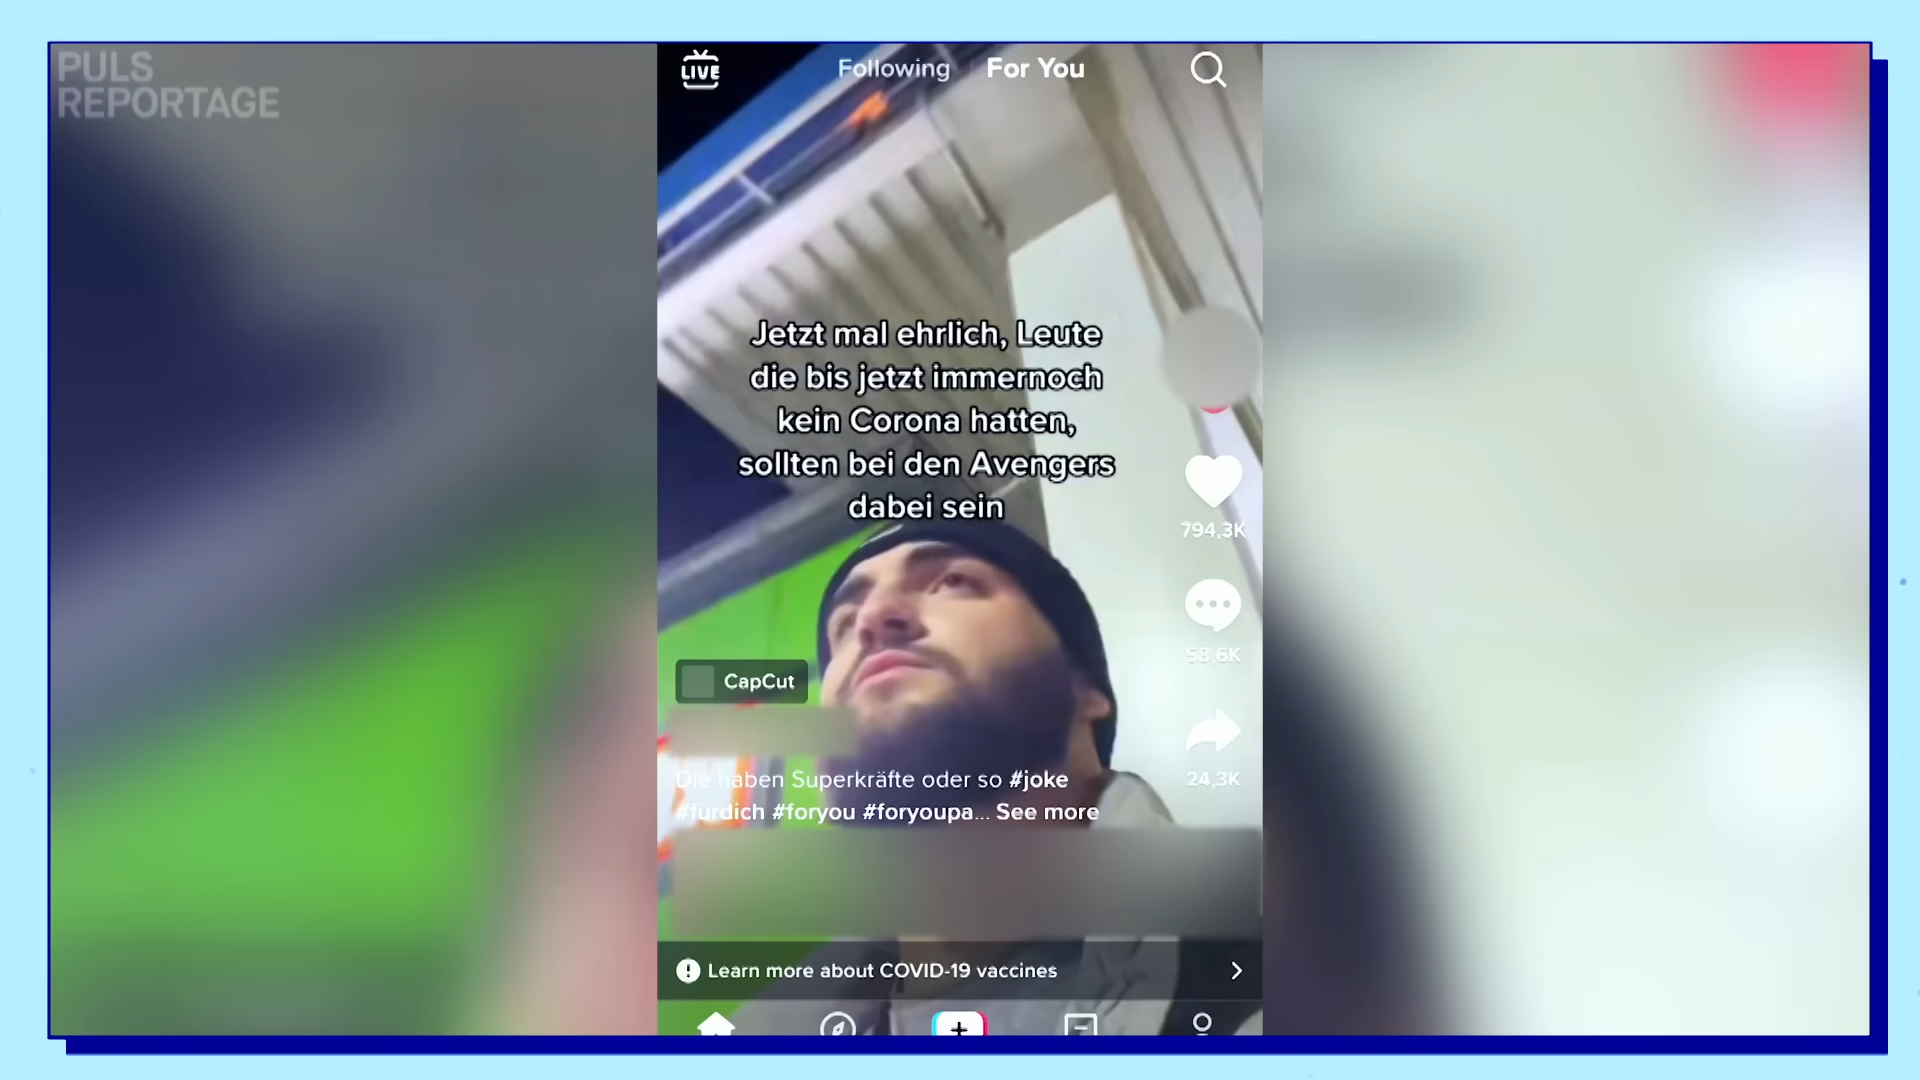 PULS
REPORTAGE
LIVE
Following
For You
Jetzt mal ehrlich, Leute
die bis jetzt immernoch
kein Corona hatten,
sollten bei den Avengers
dabei sein
794,3K
58,6K
CapCut
24,3K
Die haben Superkräfte oder so #joke
#fürdich #foryou #foryoupa... See more
Learn more about COVID-19 vaccines